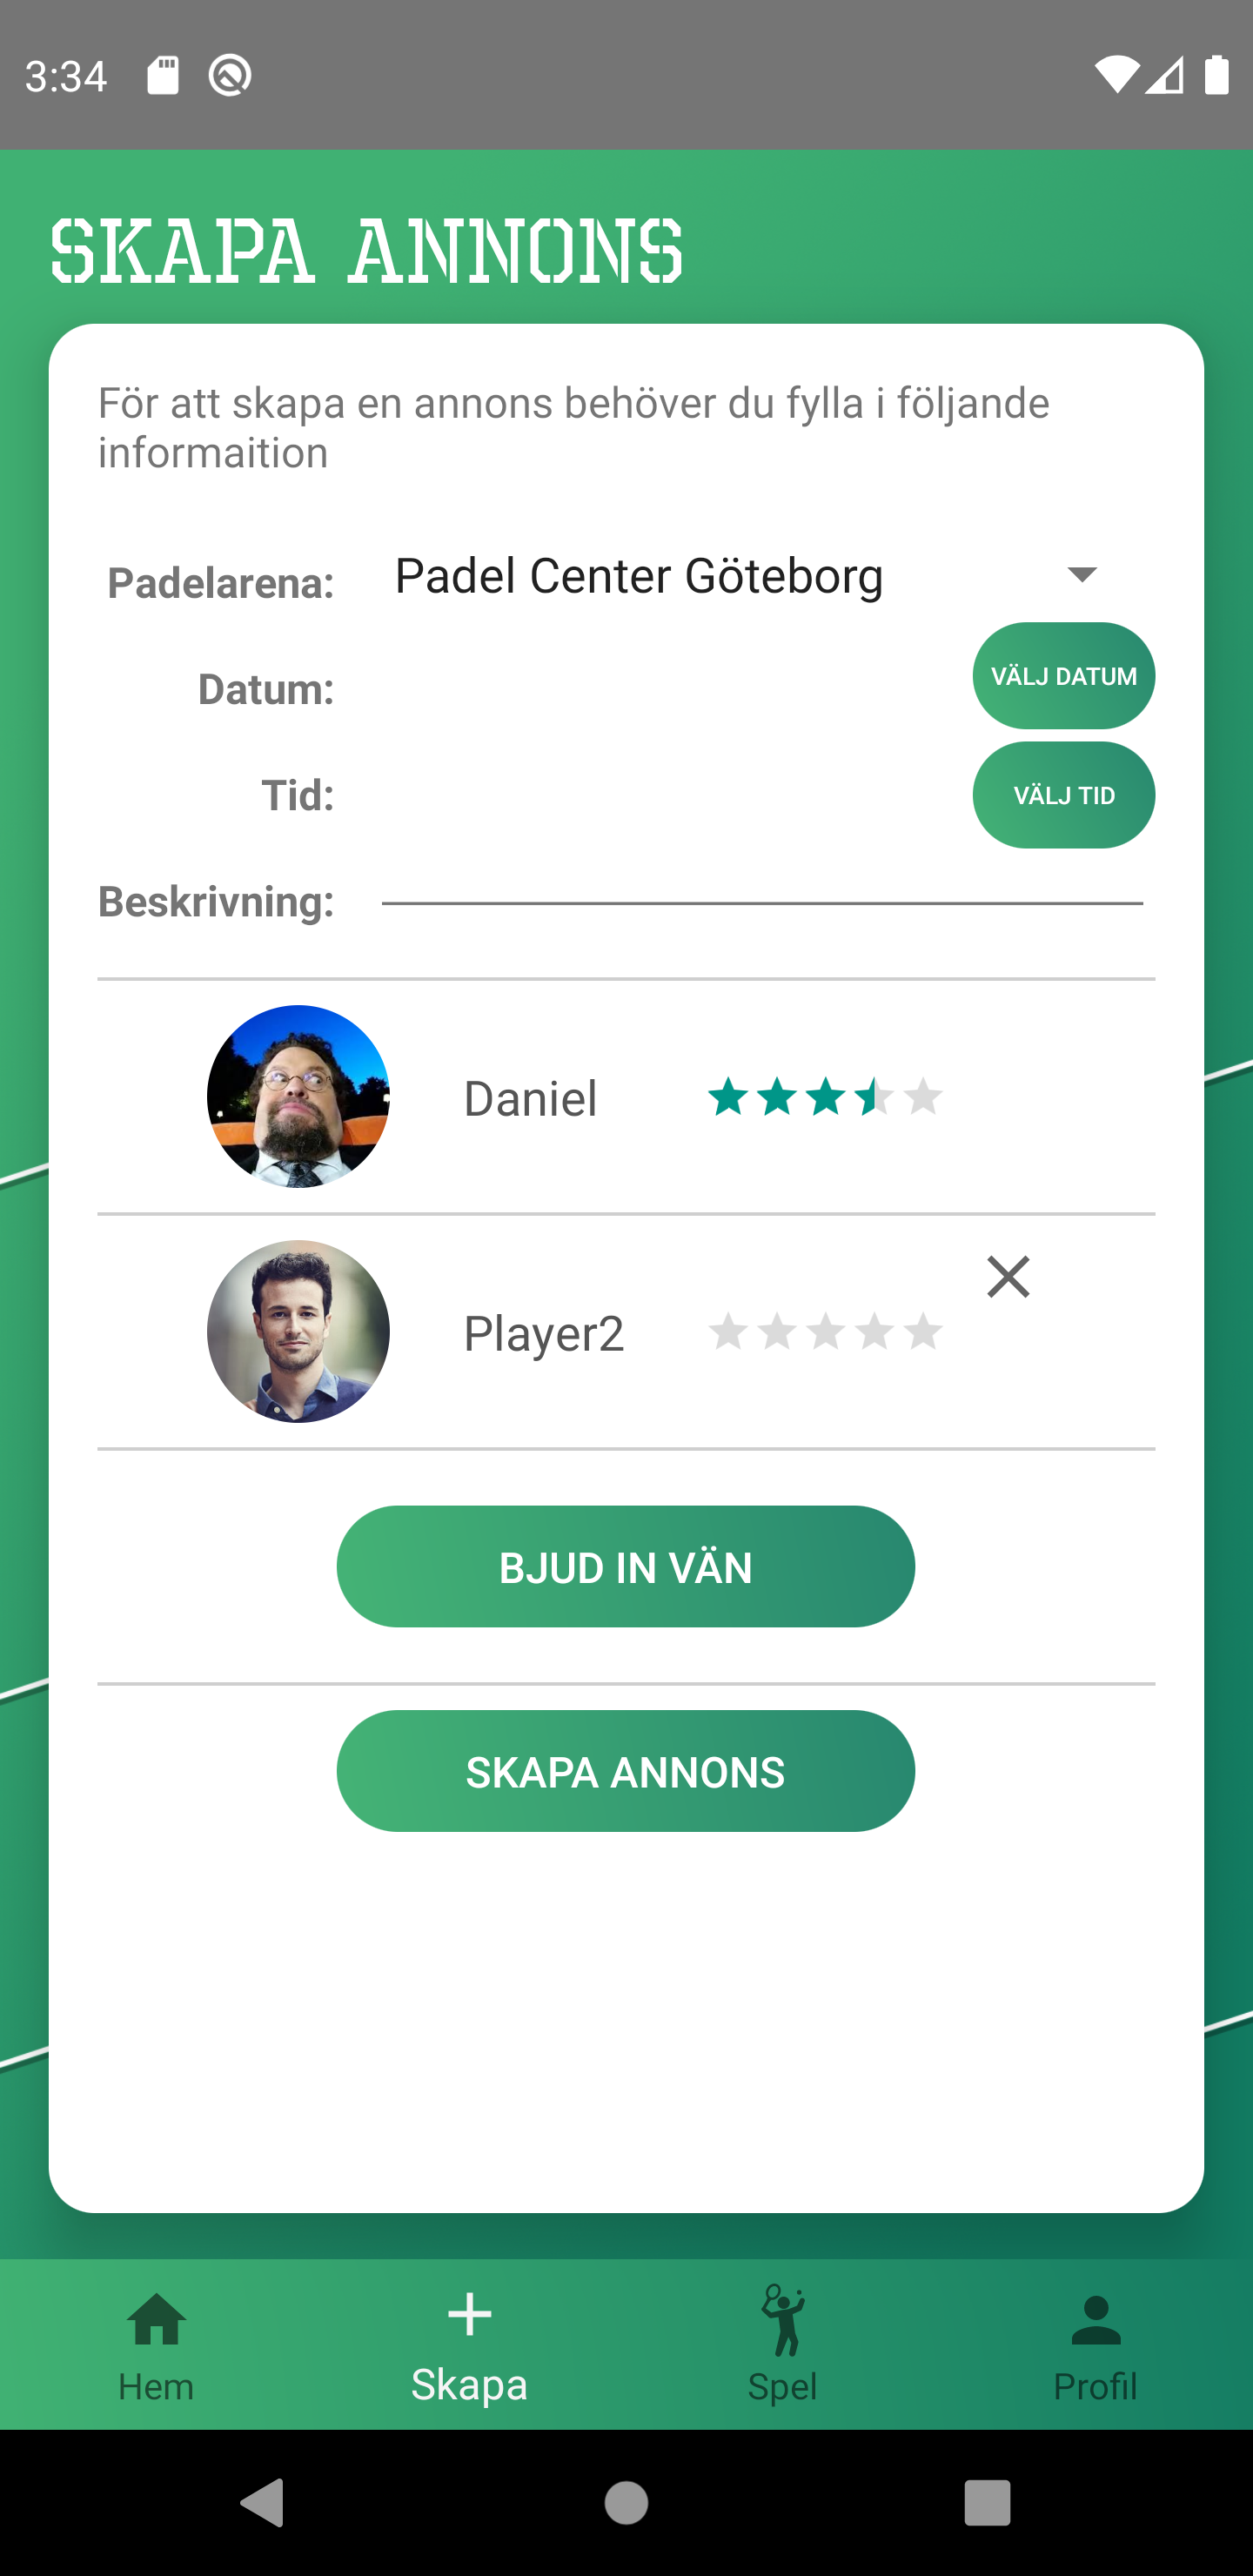 3:34
SKAPA ANNONS
För att skapa en annons behöver du fylla i följande
informaition
Padelarena: Padel Center Göteborg
Datum: VÄLJ DATUM
Tid: VÄLJ TID
Beskrivning:
Daniel
Player2
BJUD IN VÄN
SKAPA ANNONS
Hem Skapa Spel Profil